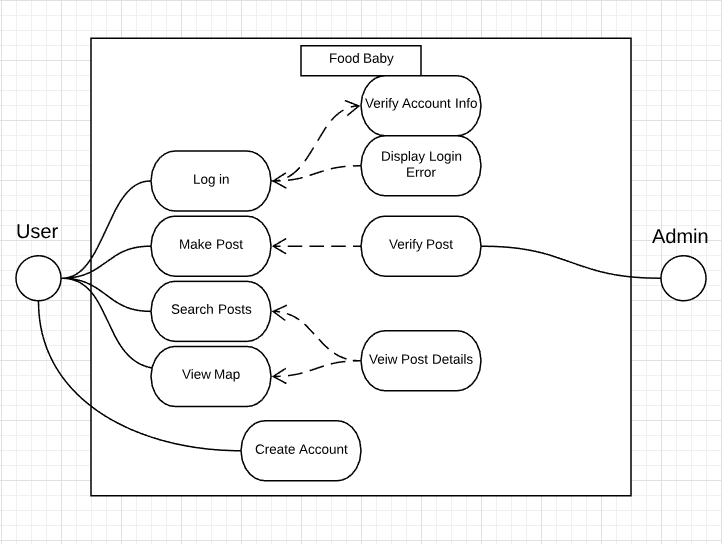 Food Baby
Verify Account Info
Display Login
Error
Log in
User
Make Post
Verify Post
Admin
Search Posts
View Map
Veiw Post Details
Create Account